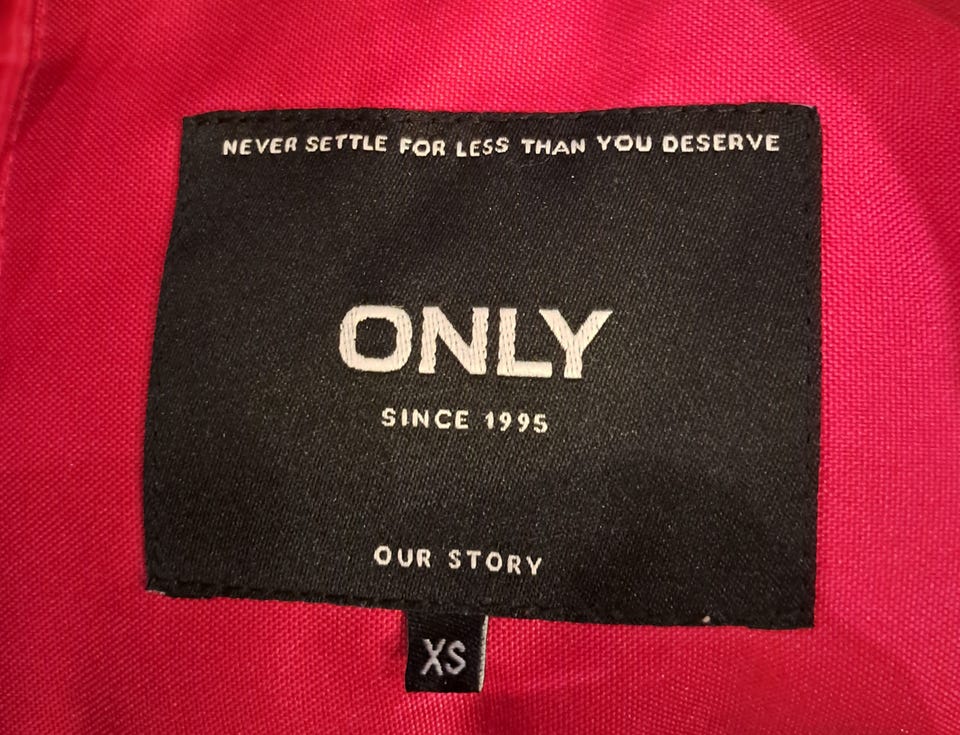 NEVER SETTLE FOR LESS THAN YOU DESERVE
ONLY
SINCE 1995
OUR STORY
XS